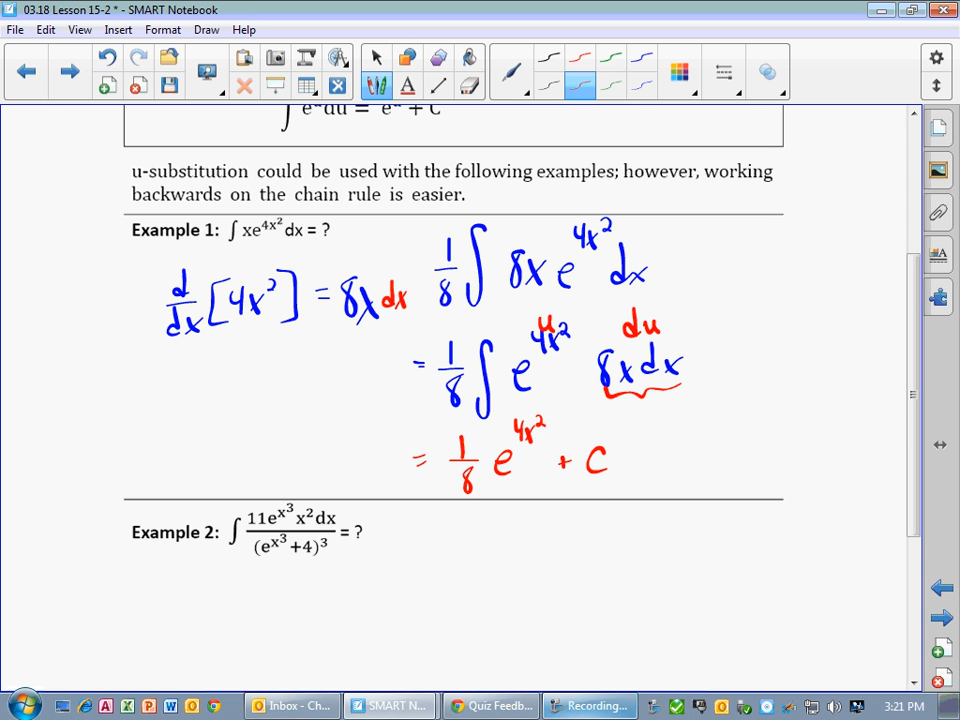 03.18 Lesson 15-2 * - SMART Notebook
File Edit View Insert Format Draw Help
∫ eᵘdu = eᵘ + C
u-substitution could be used with the following examples; however, working
backwards on the chain rule is easier.
Example 1: ∫ xe^{4x²} dx = ?
1/8 ∫ 8x e^{4x²} dx
d/dx [4x²] = 8x dx
u du
= 1/8 ∫ e^{4x²} 8x dx
= 1/8 e^{4x²} + C
Example 2: ∫ 11e^{x³}x²dx / (e^{x³}+4)³ = ?
Inbox - Ch... SMART N... Quiz Feedb... Recording... 3:21 PM